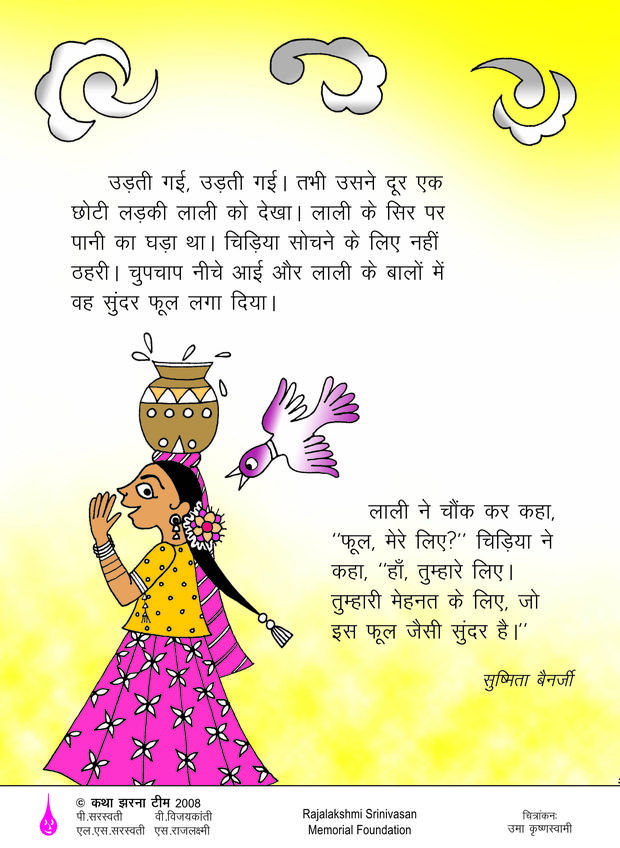 उड़ती गई, उड़ती गई। तभी उसने दूर एक
छोटी लड़की लाली को देखा। लाली के सिर पर
पानी का घड़ा था। चिड़िया सोचने के लिए नहीं
ठहरी। चुपचाप नीचे आई और लाली के बालों में
वह सुंदर फूल लगा दिया।
लाली ने चौंक कर कहा,
‘‘फूल, मेरे लिए?’’ चिड़िया ने
कहा, ‘‘हाँ, तुम्हारे लिए।
तुम्हारी मेहनत के लिए, जो
इस फूल जैसी सुंदर है।’’
सुष्मिता बैनर्जी
© कथा झरना टीम 2008
पी.सरस्वती वी.विजयकांती
एल.एस.सरस्वती एस.राजलक्ष्मी
Rajalakshmi Srinivasan
Memorial Foundation
चित्रांकनः
उमा कृष्णस्वामी